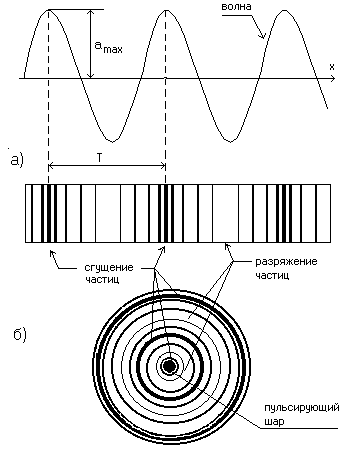 волна
a max
x
а)
T
сгущение
частиц
разряжение
частиц
б)
пульсирующий
шар